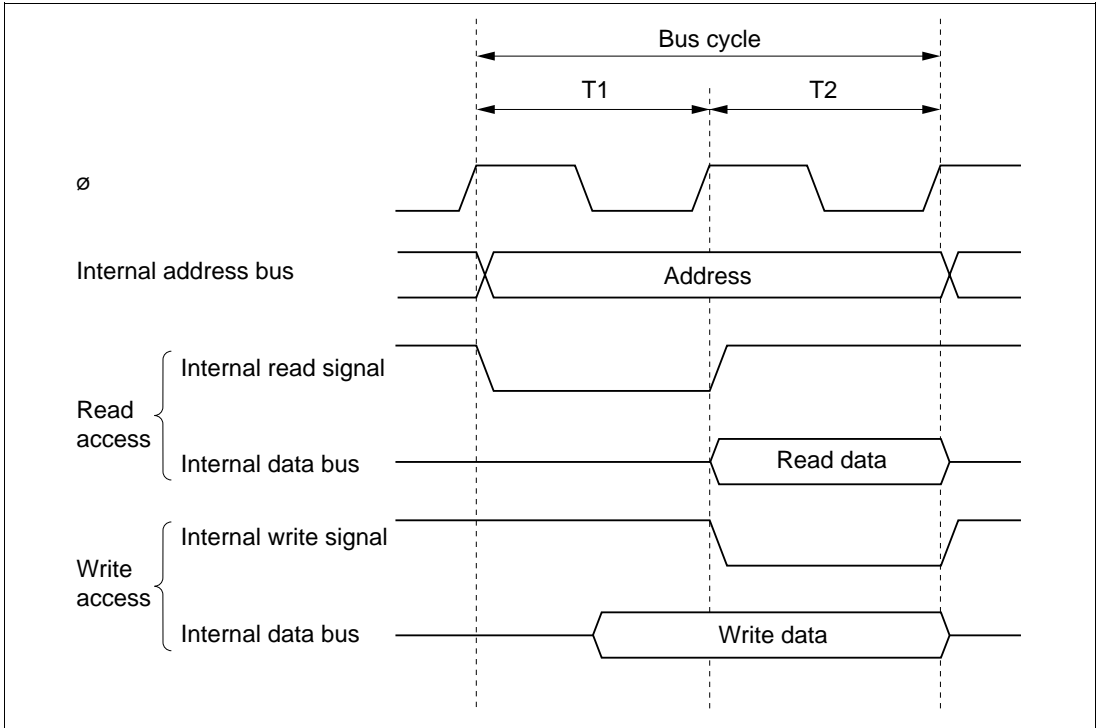 Bus cycle
T1 T2
ø
Internal address bus Address
Internal read signal
Read
access
Internal data bus Read data
Internal write signal
Write
access
Internal data bus Write data